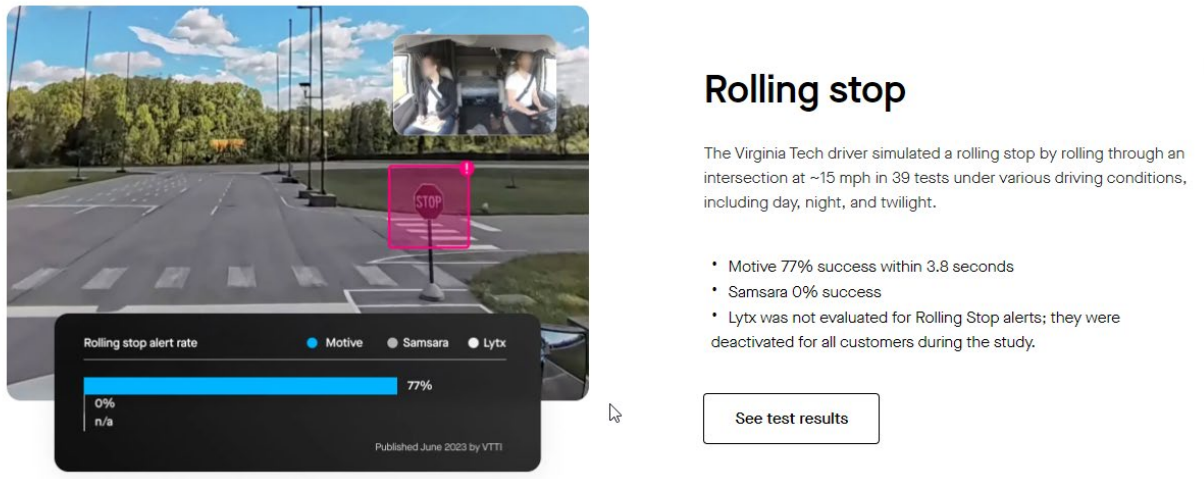 STOP
!
Rolling stop alert rate
Motive Samsara Lytx
77%
0%
n/a
Published June 2023 by VTTI
Rolling stop
The Virginia Tech driver simulated a rolling stop by rolling through an
intersection at ~15 mph in 39 tests under various driving conditions,
including day, night, and twilight.
• Motive 77% success within 3.8 seconds
• Samsara 0% success
• Lytx was not evaluated for Rolling Stop alerts; they were
deactivated for all customers during the study.
See test results